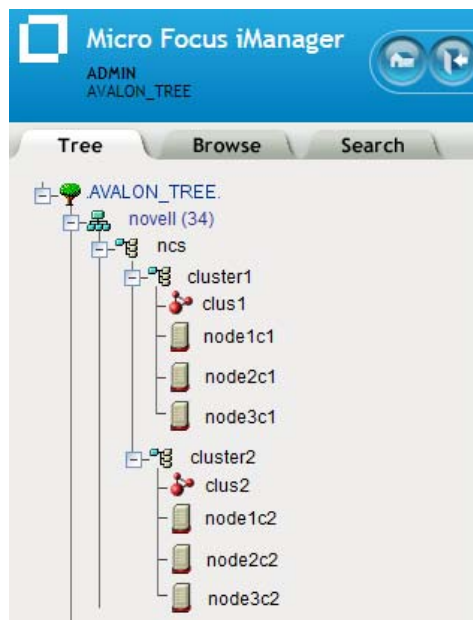 Micro Focus iManager
ADMIN
AVALON_TREE
Tree Browse Search
.AVALON_TREE.
novell (34)
ncs
cluster1
clus1
node1c1
node2c1
node3c1
cluster2
clus2
node1c2
node2c2
node3c2